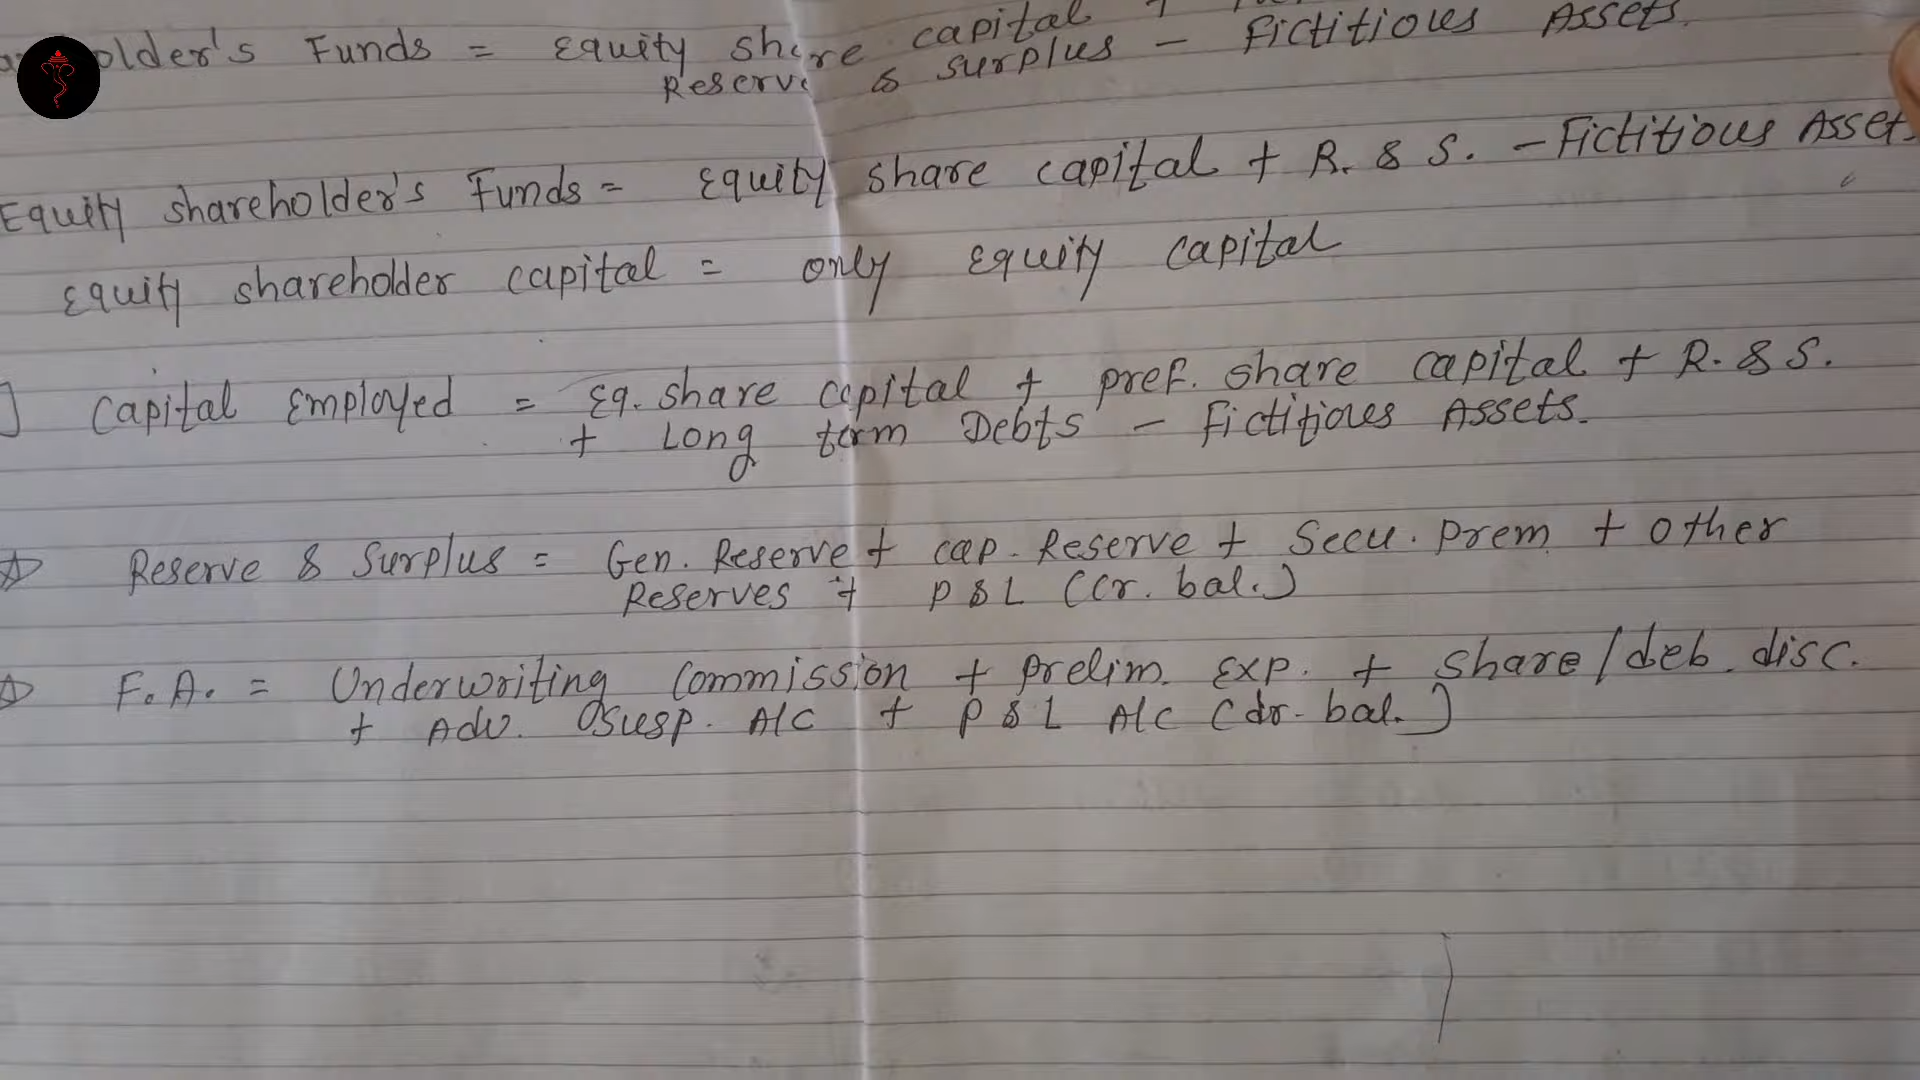 older's Funds = Equity share capital +
Reserve & surplus - Fictitious Assets.
Equity shareholder's Funds = Equity share capital + R. & S. - Fictitious Assets
Equity shareholder capital = only equity capital
Capital Employed = Eq. share capital + pref. share capital + R. & S.
+ Long term Debts - Fictitious Assets.
Reserve & Surplus = Gen. Reserve + cap. Reserve + Secu. Prem. + Other
Reserves + P & L (cr. bal.)
F.A. = Underwriting Commission + Prelim. Exp. + Share/deb. disc.
+ Adv. Susp. A/C + P & L A/C (dr. bal.)